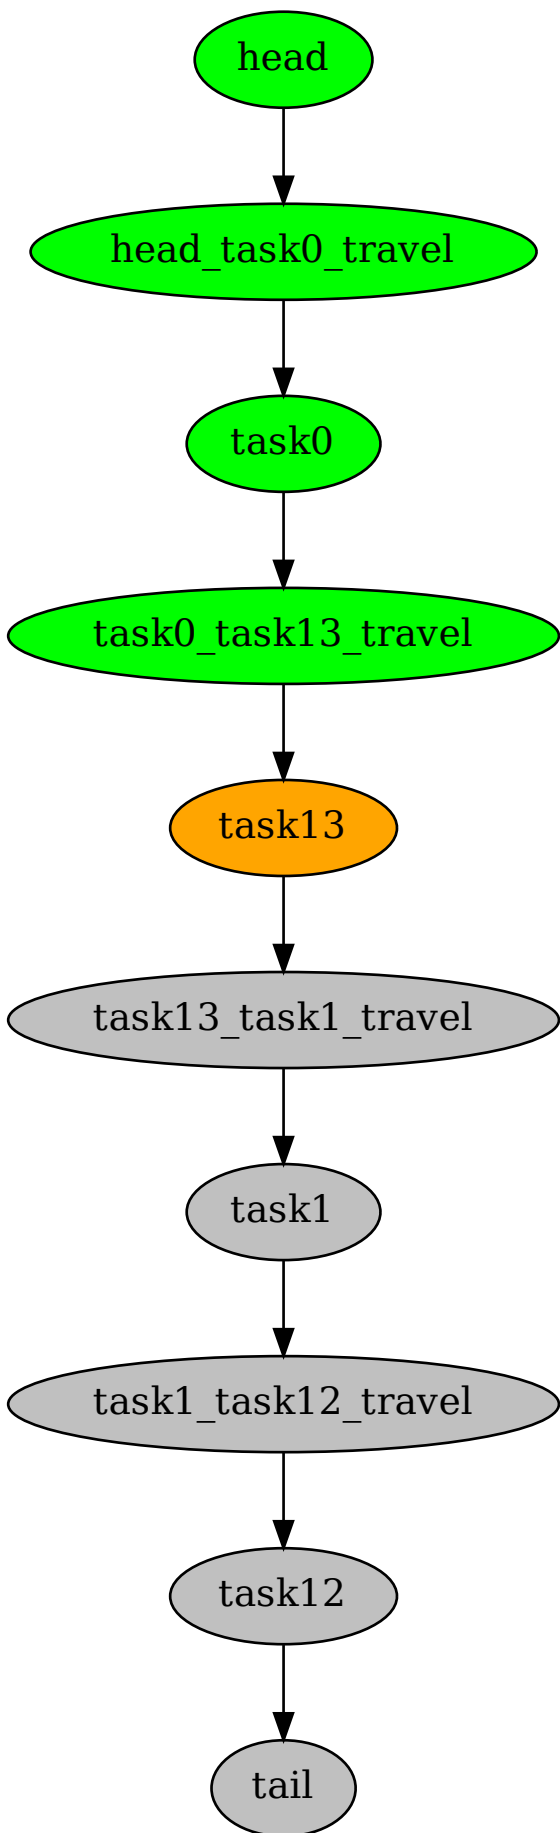 head
head_task0_travel
task0
task0_task13_travel
task13
task13_task1_travel
task1
task1_task12_travel
task12
tail